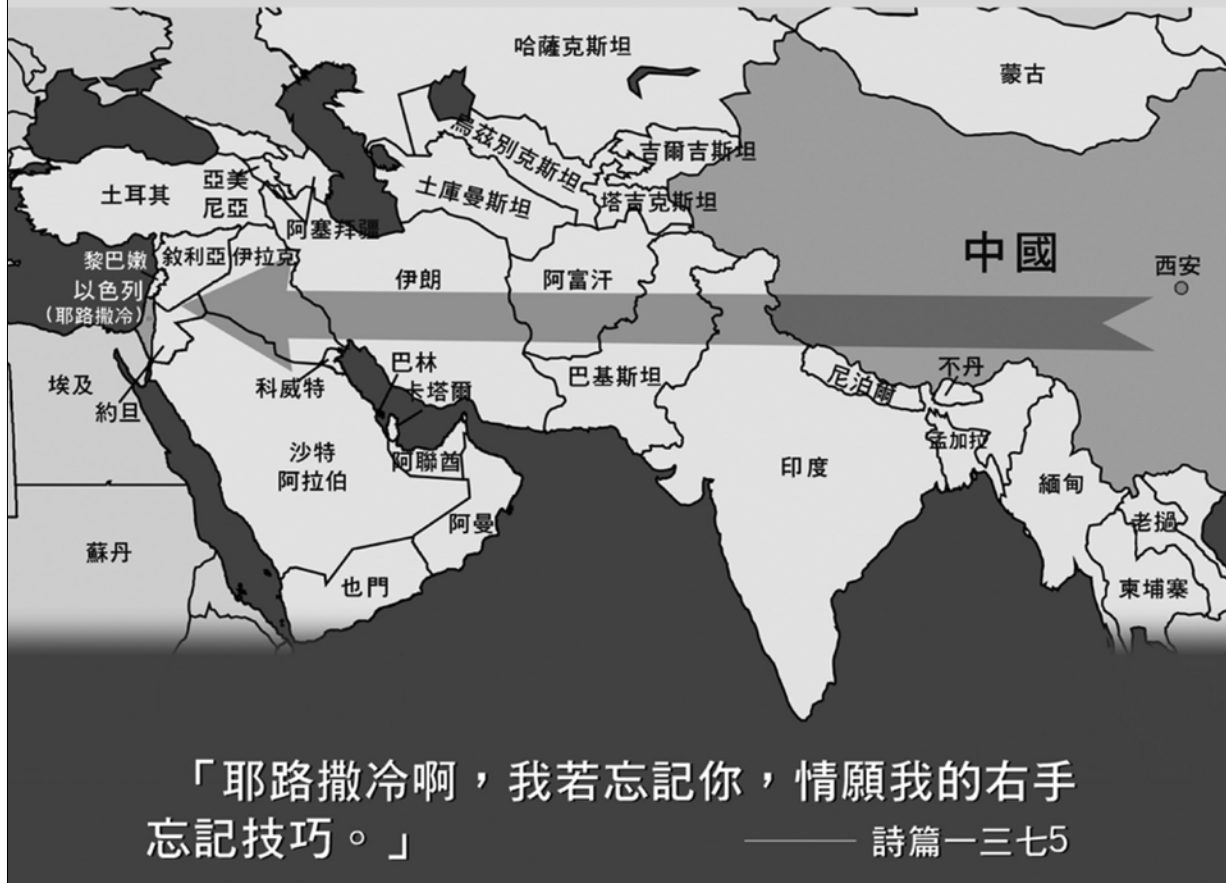 哈薩克斯坦
蒙古
烏茲別克斯坦
吉爾吉斯坦
土耳其
亞美
尼亞
土庫曼斯坦
塔吉克斯坦
阿塞拜疆
中國
黎巴嫩
敘利亞
伊拉克
伊朗
阿富汗
西安
以色列
(耶路撒冷)
埃及
約旦
科威特
巴林
卡塔爾
巴基斯坦
尼泊爾
不丹
沙特
阿拉伯
阿聯酋
印度
孟加拉
緬甸
阿曼
老撾
蘇丹
也門
柬埔寨
「耶路撒冷啊，我若忘記你，情願我的右手
忘記技巧。」
——— 詩篇一三七5